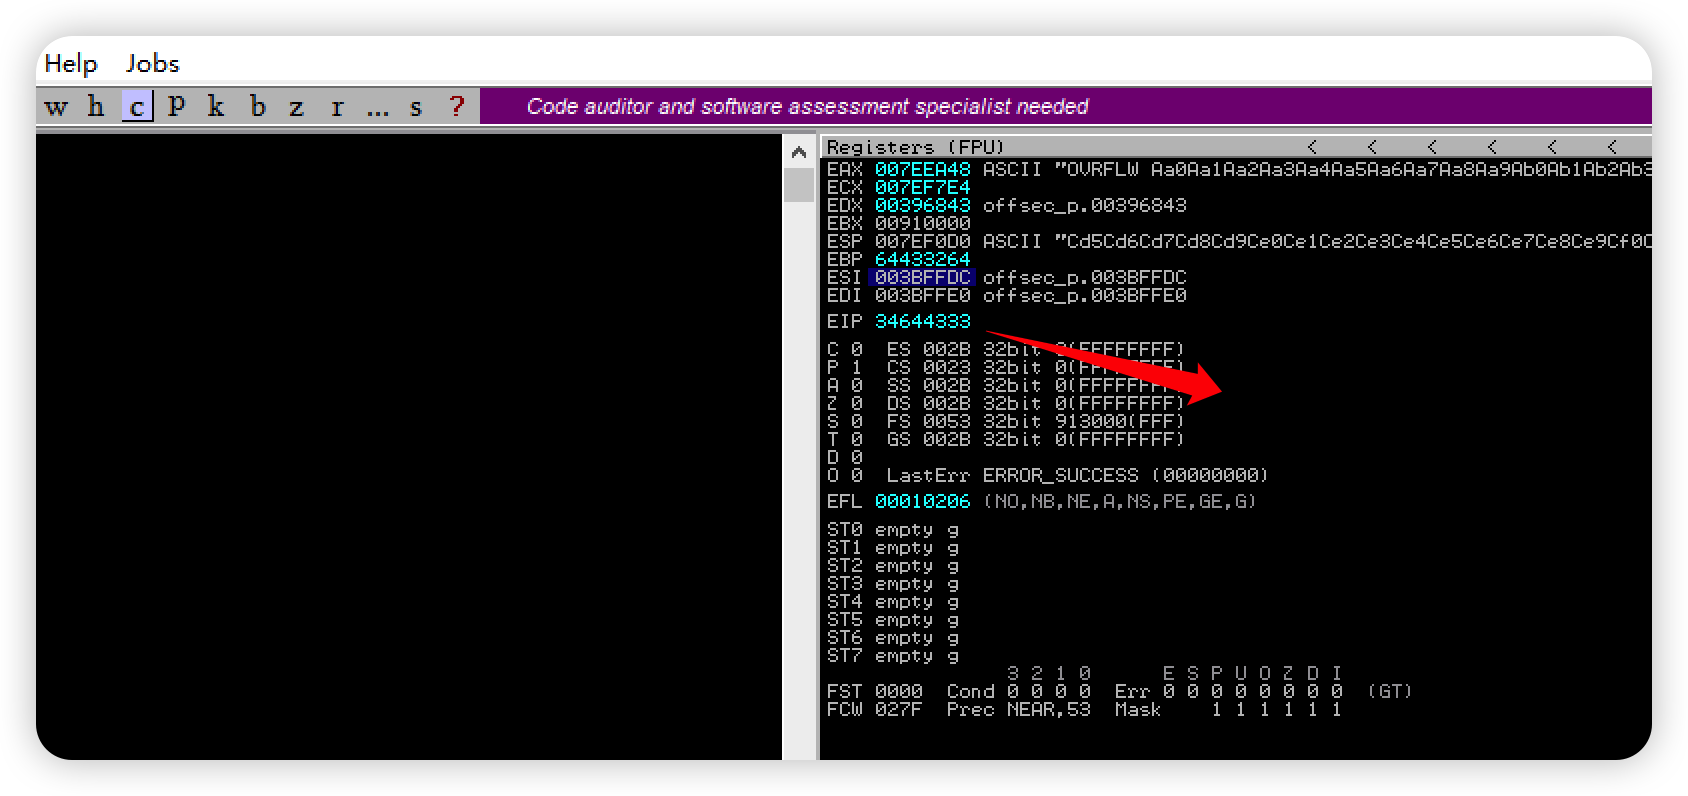 Help Jobs
w h c p k b z r ... s ? Code auditor and software assessment specialist needed
Registers (FPU) < < < < < <
EAX 007EEA48 ASCII "OVRFLW Aa0Aa1Aa2Aa3Aa4Aa5Aa6Aa7Aa8Aa9Ab0Ab1Ab2Ab3
ECX 007EF7E4
EDX 00396843 offsec_p.00396843
EBX 00910000
ESP 007EF0D0 ASCII "Cd5Cd6Cd7Cd8Cd9Ce0Ce1Ce2Ce3Ce4Ce5Ce6Ce7Ce8Ce9Cf0C
EBP 64433264
ESI 003BFFDC offsec_p.003BFFDC
EDI 003BFFE0 offsec_p.003BFFE0
EIP 34644333
C 0 ES 002B 32bit 0(FFFFFFFF)
P 1 CS 0023 32bit 0(FFFFFFFF)
A 0 SS 002B 32bit 0(FFFFFFFF)
Z 0 DS 002B 32bit 0(FFFFFFFF)
S 0 FS 0053 32bit 913000(FFF)
T 0 GS 002B 32bit 0(FFFFFFFF)
D 0
O 0 LastErr ERROR_SUCCESS (00000000)
EFL 00010206 (NO,NB,NE,A,NS,PE,GE,G)
ST0 empty g
ST1 empty g
ST2 empty g
ST3 empty g
ST4 empty g
ST5 empty g
ST6 empty g
ST7 empty g
3 2 1 0 E S P U O Z D I
FST 0000 Cond 0 0 0 0 Err 0 0 0 0 0 0 0 0 (GT)
FCW 027F Prec NEAR,53 Mask 1 1 1 1 1 1